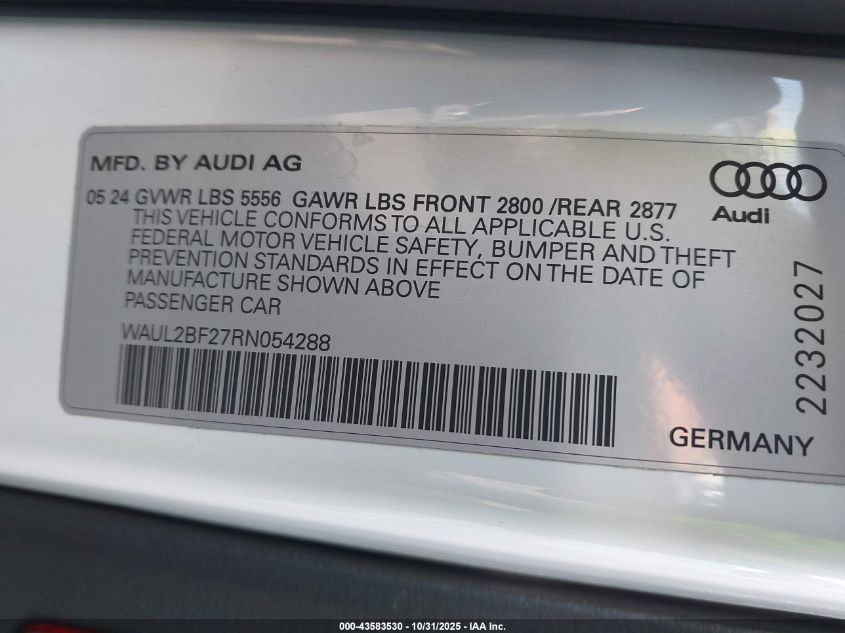 MFD. BY AUDI AG
05 24 GVWR LBS 5556 GAWR LBS FRONT 2800 /REAR 2877
THIS VEHICLE CONFORMS TO ALL APPLICABLE U.S.
FEDERAL MOTOR VEHICLE SAFETY, BUMPER AND THEFT
PREVENTION STANDARDS IN EFFECT ON THE DATE OF
MANUFACTURE SHOWN ABOVE
PASSENGER CAR
WAUL2BF27RN054288
Audi
2232027
GERMANY
000-43583530 - 10/31/2025 - IAA Inc.